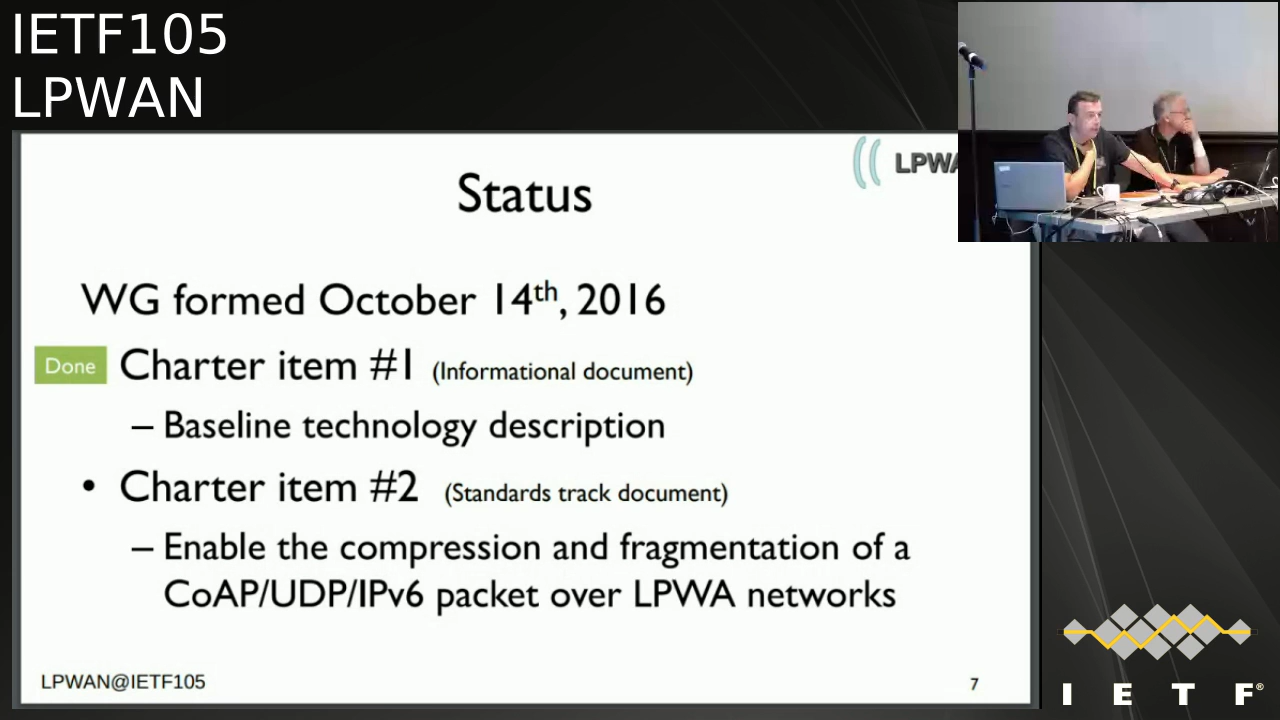 IETF105
LPWAN
Status
WG formed October 14th, 2016
Done
Charter item #1 (Informational document)
– Baseline technology description
• Charter item #2 (Standards track document)
– Enable the compression and fragmentation of a
CoAP/UDP/IPv6 packet over LPWA networks
LPWAN@IETF105
7
I E T F®